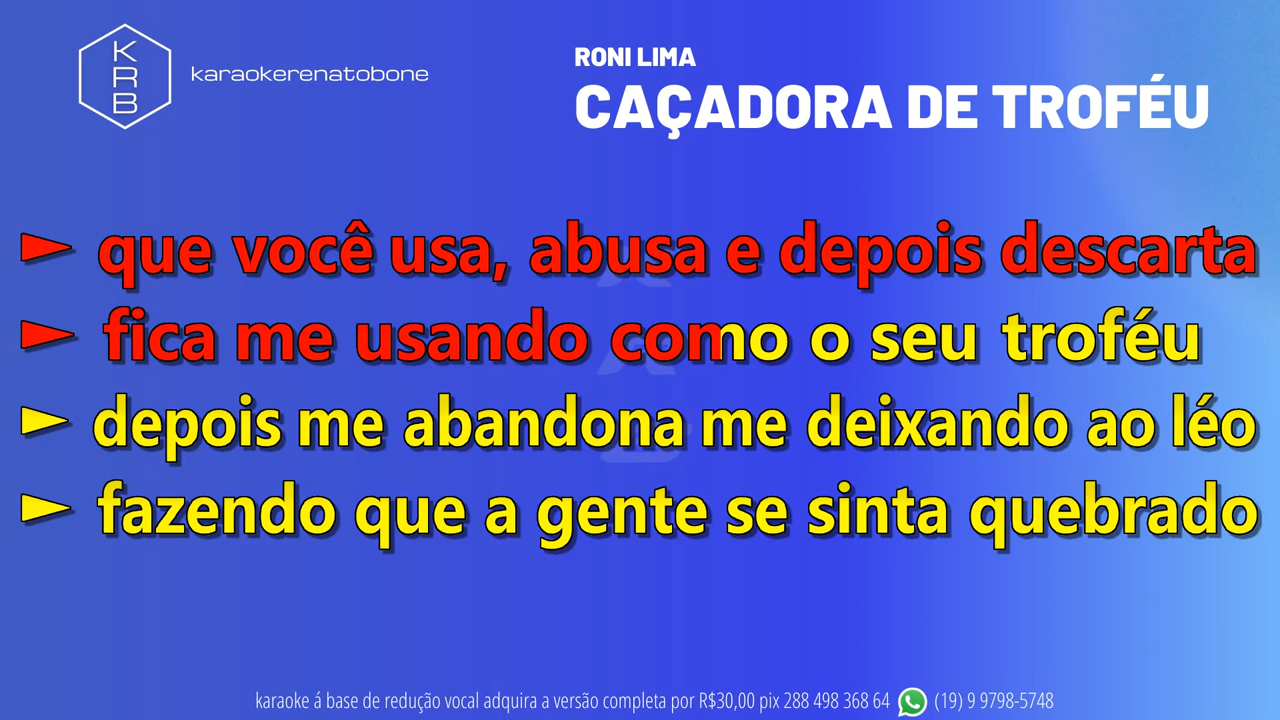 KRB
karaokerenatobone
RONI LIMA
CAÇADORA DE TROFÉU
► que você usa, abusa e depois descarta
► fica me usando como o seu troféu
► depois me abandona me deixando ao léo
► fazendo que a gente se sinta quebrado
karaoke á base de redução vocal adquira a versão completa por R$30,00 pix 288 498 368 64 (19) 9 9798-5748